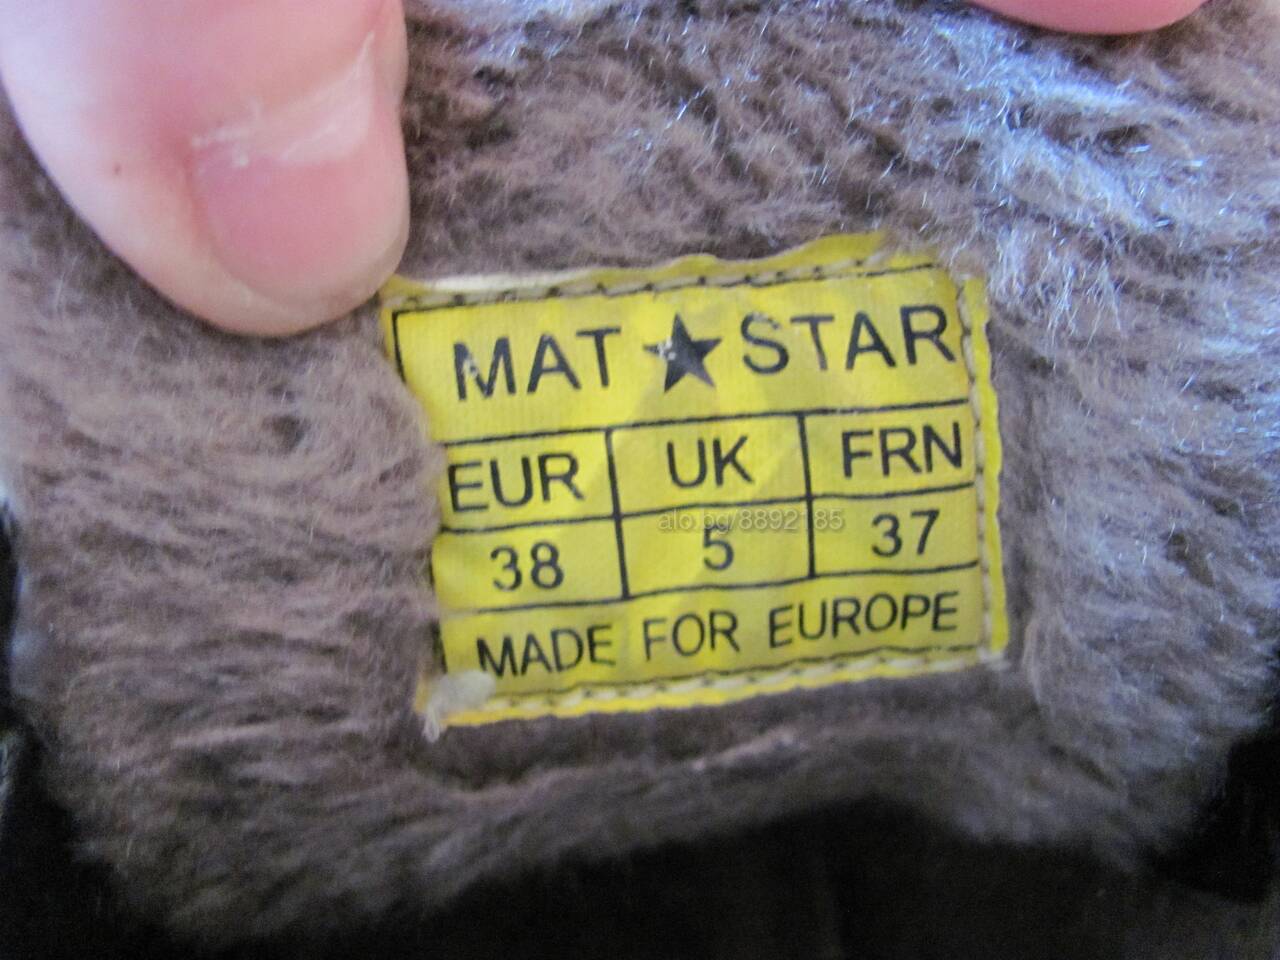 MAT ★ STAR
EUR UK FRN
38 5 37
alo.bg/8892185
MADE FOR EUROPE